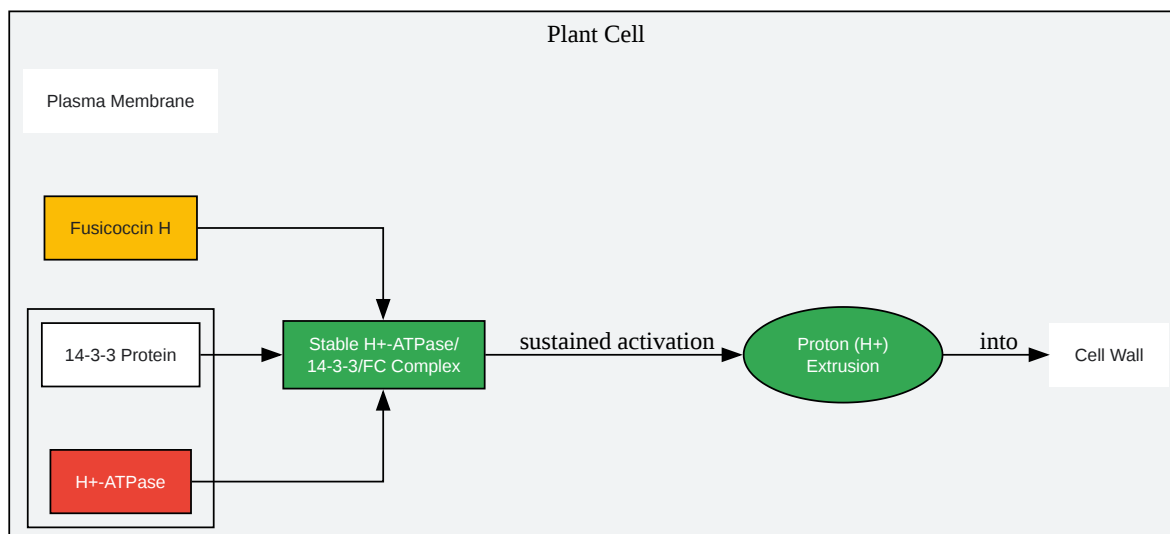 Plant Cell
Plasma Membrane
Fusicoccin H
14-3-3 Protein
H+-ATPase
Stable H+-ATPase/
14-3-3/FC Complex
sustained activation
Proton (H+)
Extrusion
into
Cell Wall